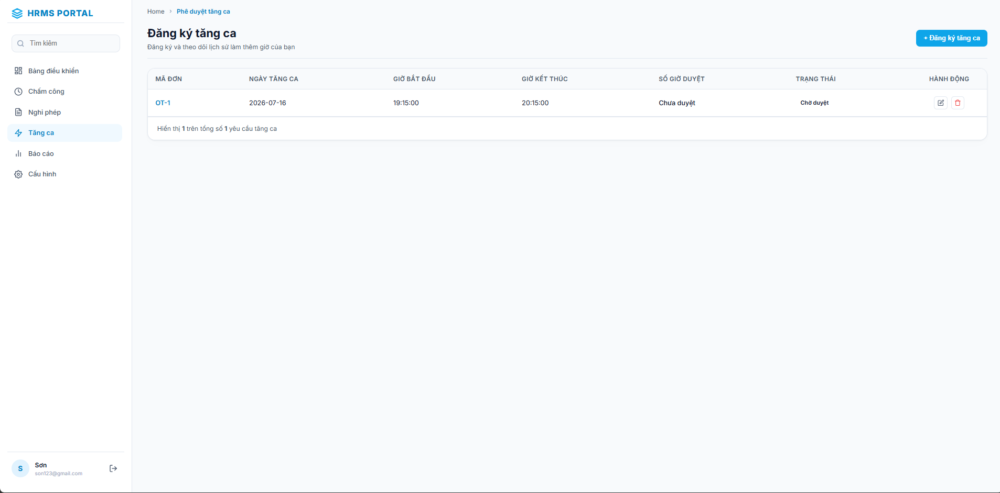 HRMS PORTAL
Tìm kiếm
Bảng điều khiển
Chấm công
Nghỉ phép
Tăng ca
Báo cáo
Cấu hình
S
Sơn
son123@gmail.com
Home › Phê duyệt tăng ca
Đăng ký tăng ca
Đăng ký và theo dõi lịch sử làm thêm giờ của bạn
+ Đăng ký tăng ca
MÃ ĐƠN NGÀY TĂNG CA GIỜ BẮT ĐẦU GIỜ KẾT THÚC SỐ GIỜ DUYỆT TRẠNG THÁI HÀNH ĐỘNG
OT-1 2026-07-16 19:15:00 20:15:00 Chưa duyệt Chờ duyệt
Hiển thị 1 trên tổng số 1 yêu cầu tăng ca